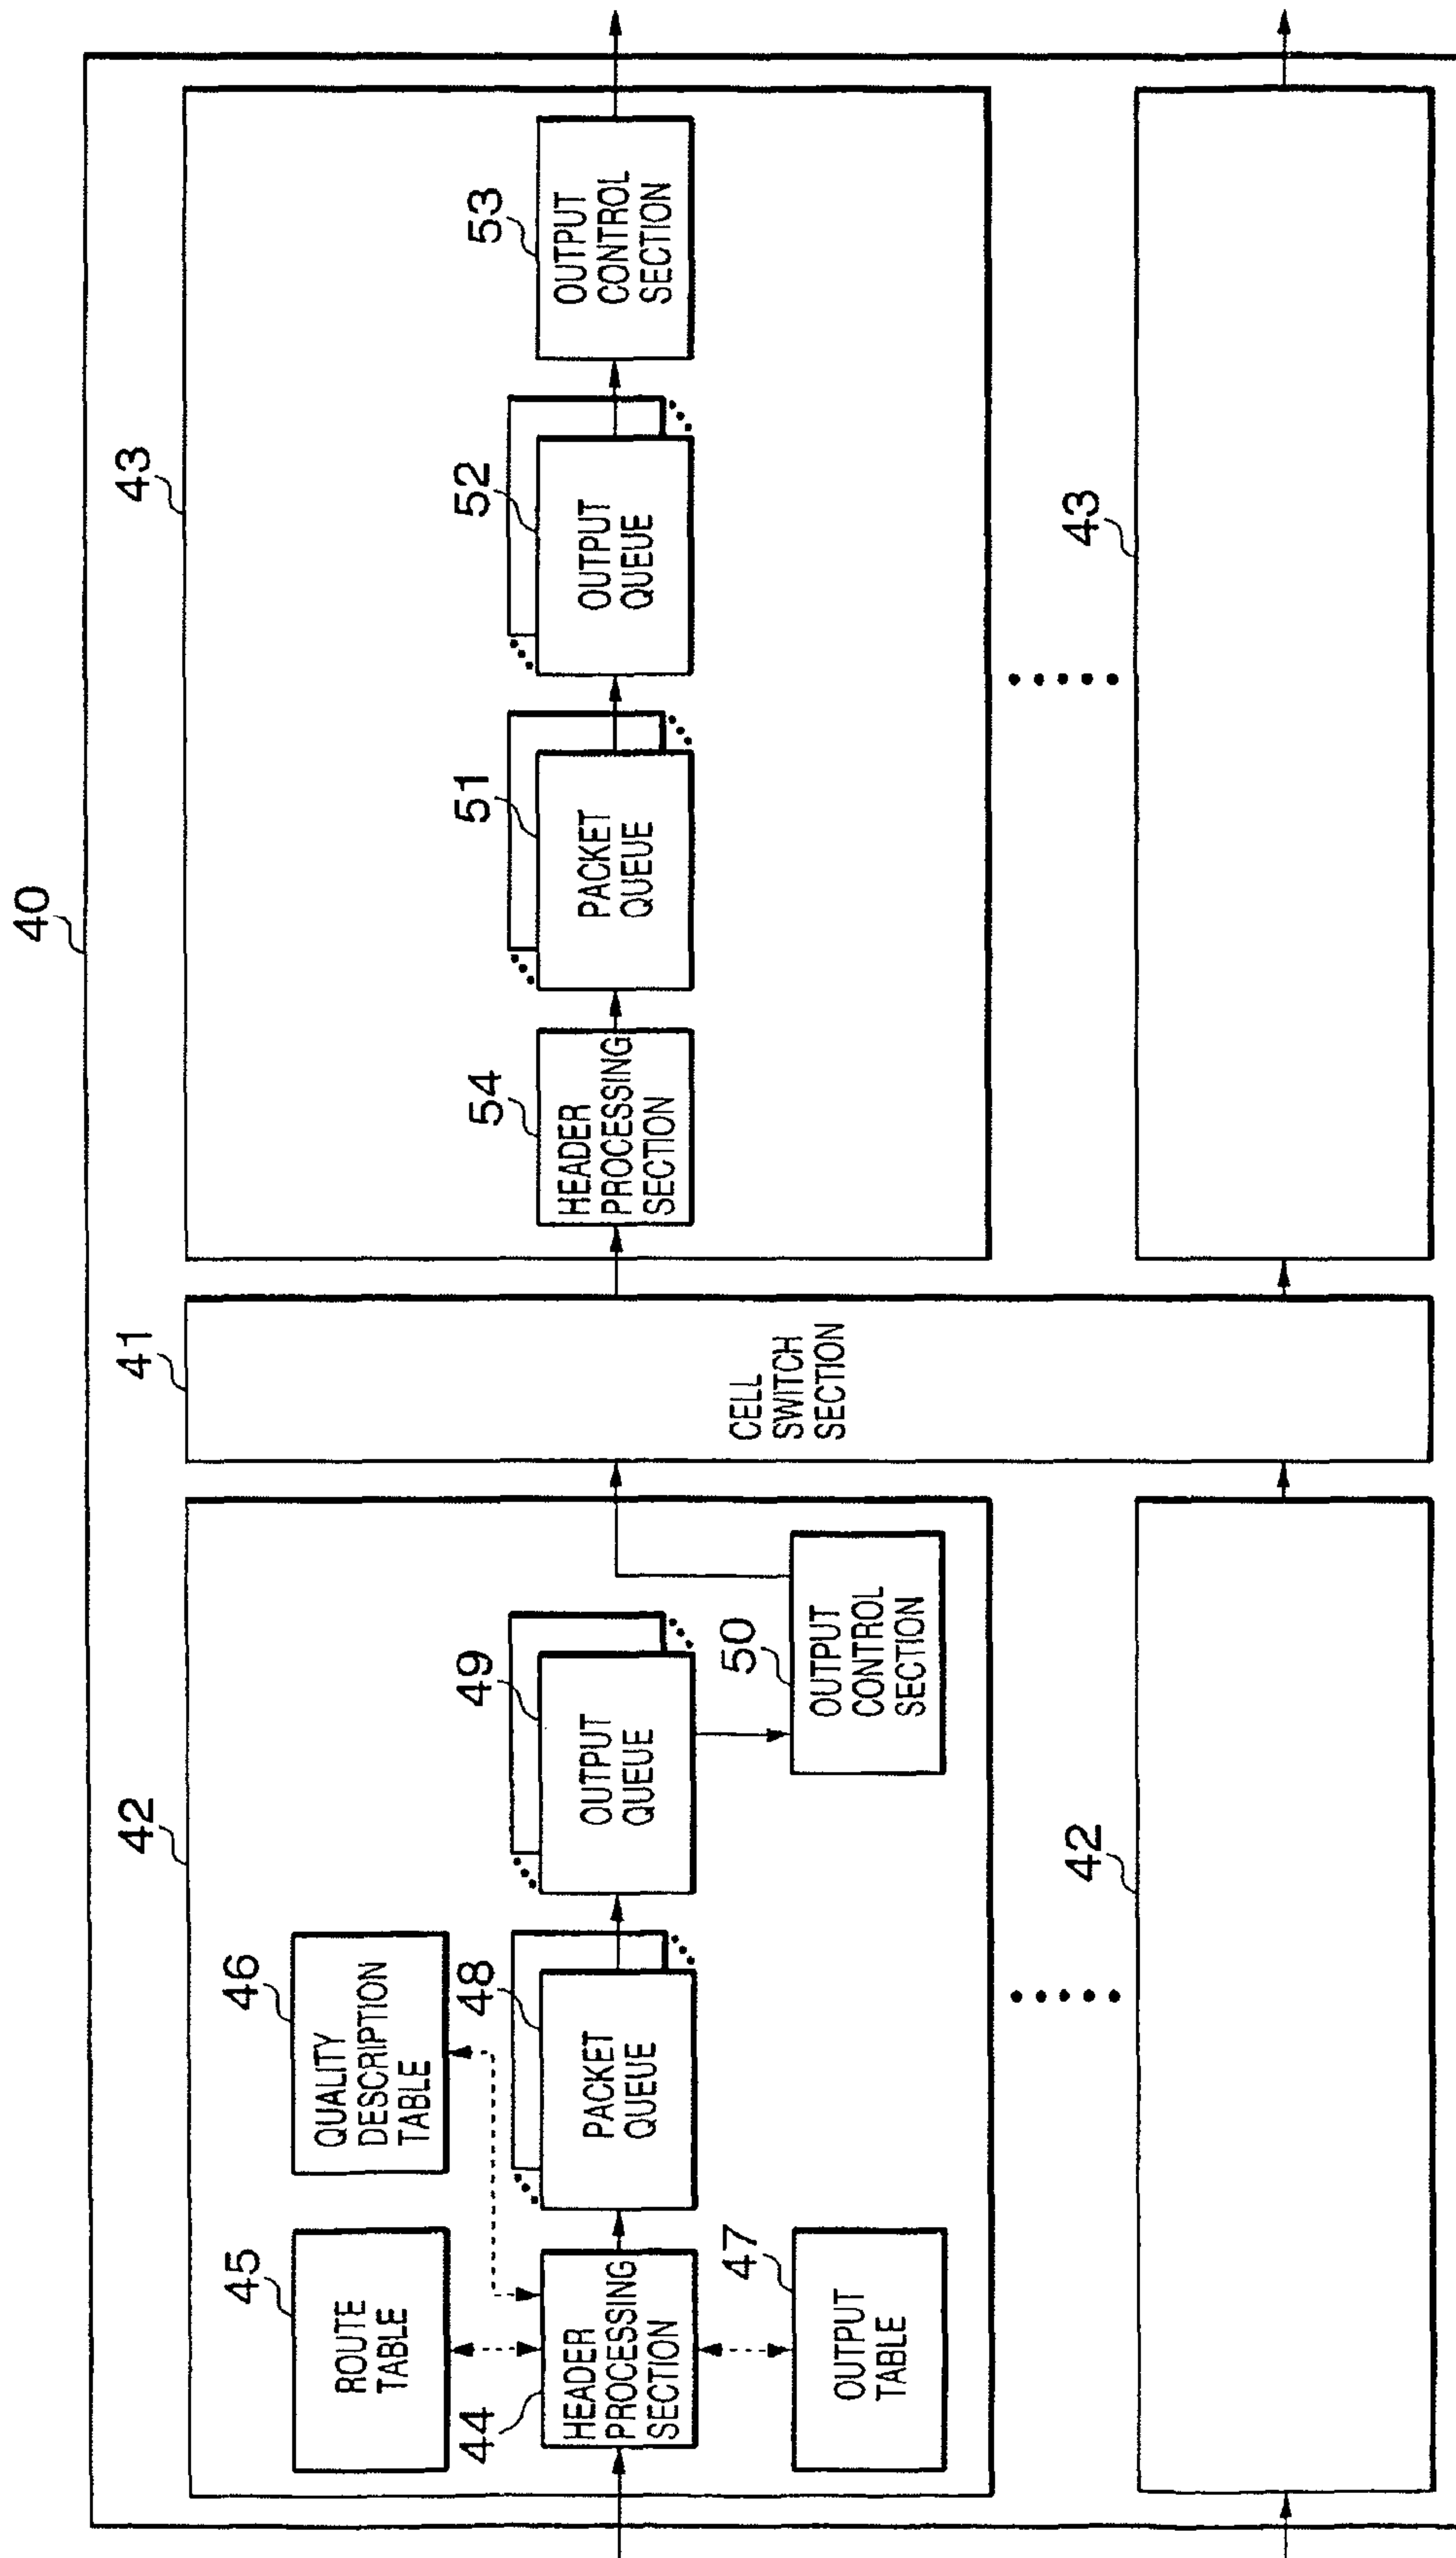 40
42
45
ROUTE
TABLE
46
QUALITY
DESCRIPTION
TABLE
44
HEADER
PROCESSING
SECTION
48
PACKET
QUEUE
49
OUTPUT
QUEUE
47
OUTPUT
TABLE
50
OUTPUT
CONTROL
SECTION
41
CELL
SWITCH
SECTION
43
54
HEADER
PROCESSING
SECTION
51
PACKET
QUEUE
52
OUTPUT
QUEUE
53
OUTPUT
CONTROL
SECTION
42
43